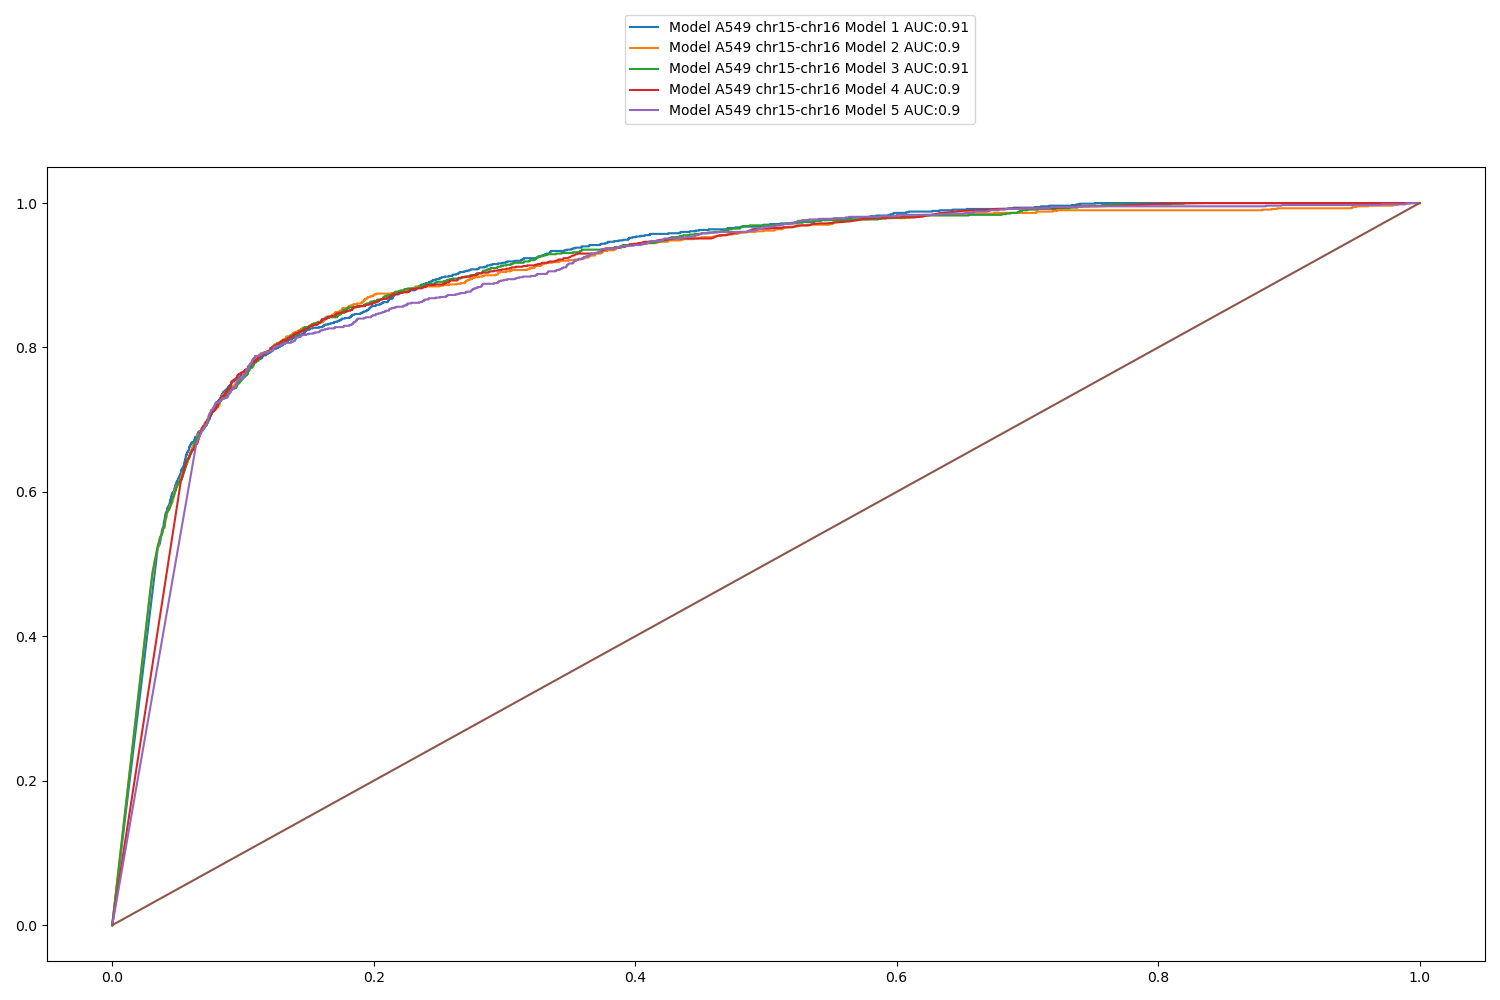 Model A549 chr15-chr16 Model 1 AUC:0.91
Model A549 chr15-chr16 Model 2 AUC:0.9
Model A549 chr15-chr16 Model 3 AUC:0.91
Model A549 chr15-chr16 Model 4 AUC:0.9
Model A549 chr15-chr16 Model 5 AUC:0.9
1.0
0.8
0.6
0.4
0.2
0.0
0.0 0.2 0.4 0.6 0.8 1.0